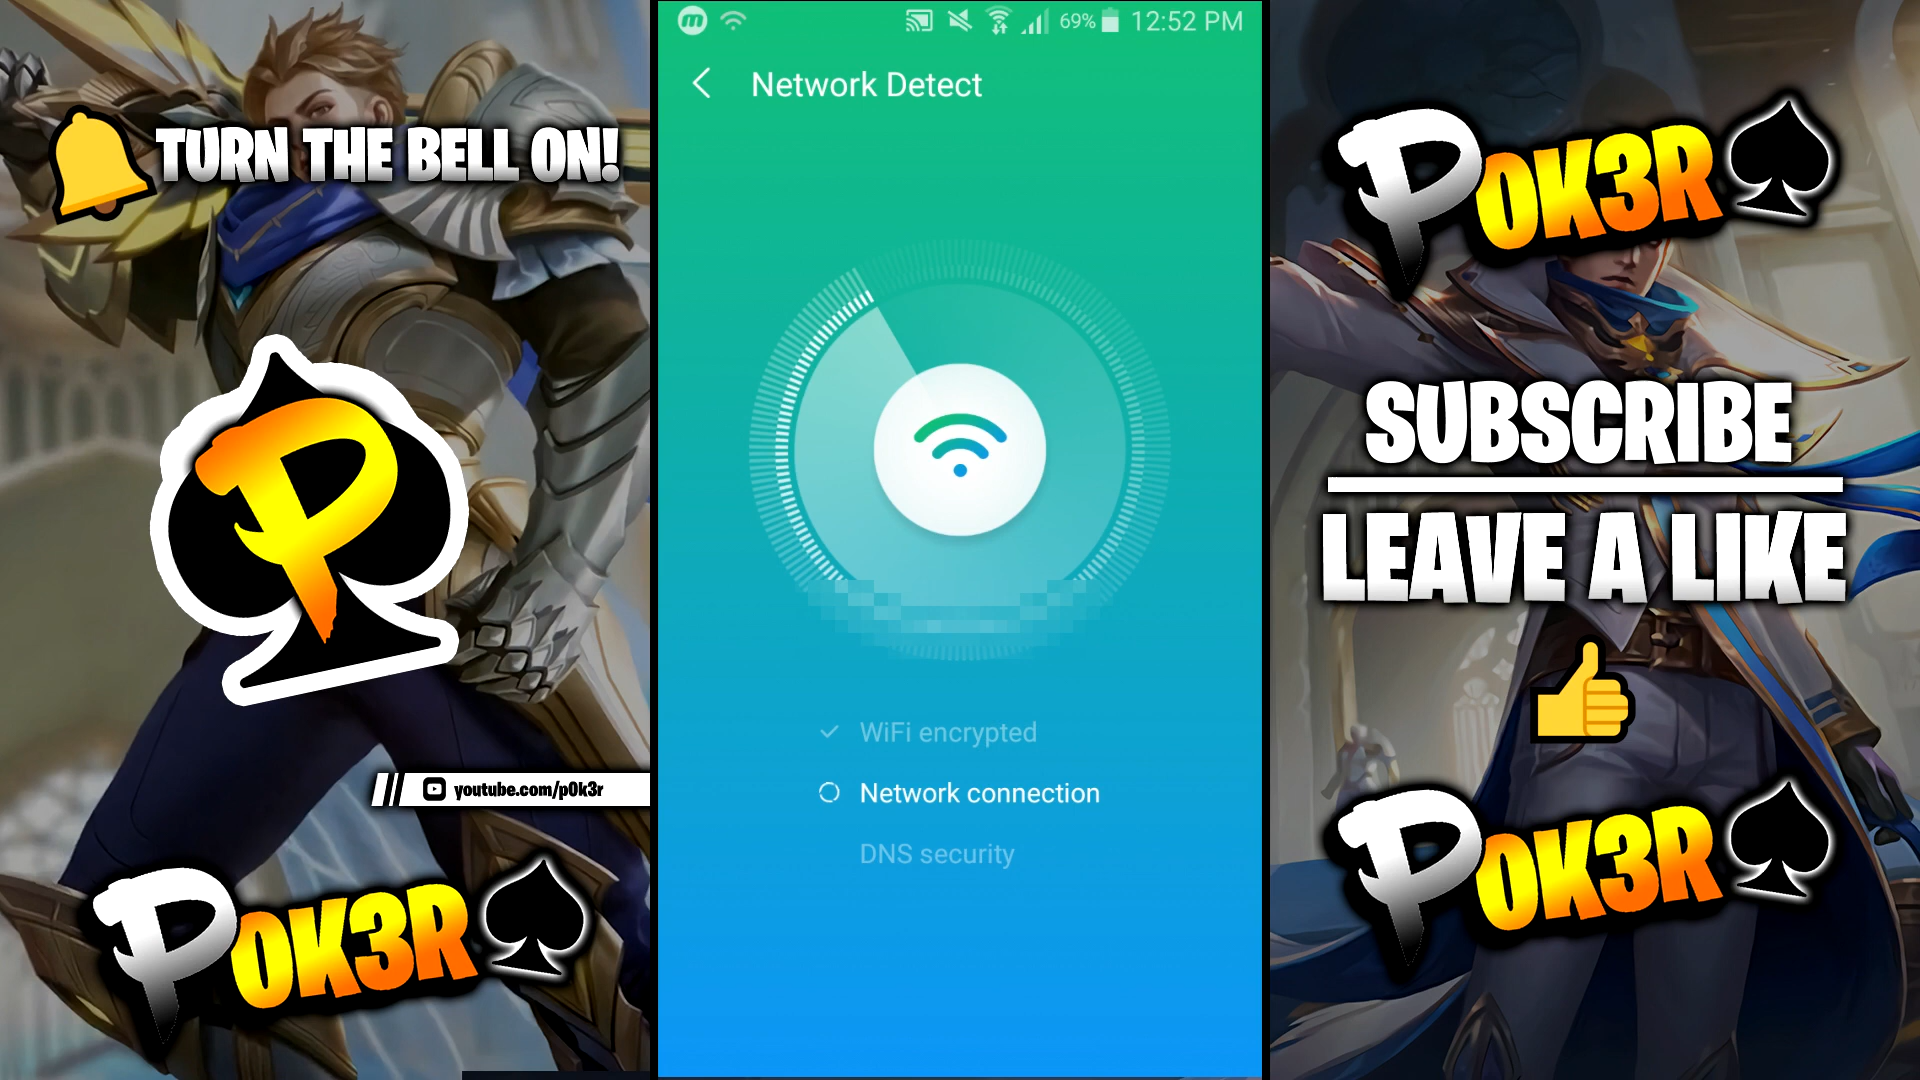 TURN THE BELL ON!
P
youtube.com/p0k3r
P0K3R
69% 12:52 PM
Network Detect
WiFi encrypted
Network connection
DNS security
P0K3R
SUBSCRIBE
LEAVE A LIKE
P0K3R